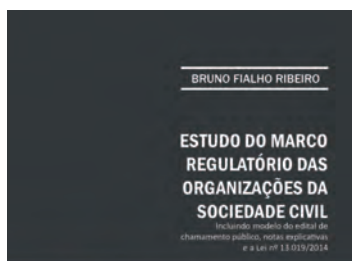 BRUNO FIALHO RIBEIRO
ESTUDO DO MARCO
REGULATÓRIO DAS
ORGANIZAÇÕES DA
SOCIEDADE CIVIL
Incluindo modelo do edital de
chamamento público, notas explicativas
e a Lei nº 13.019/2014